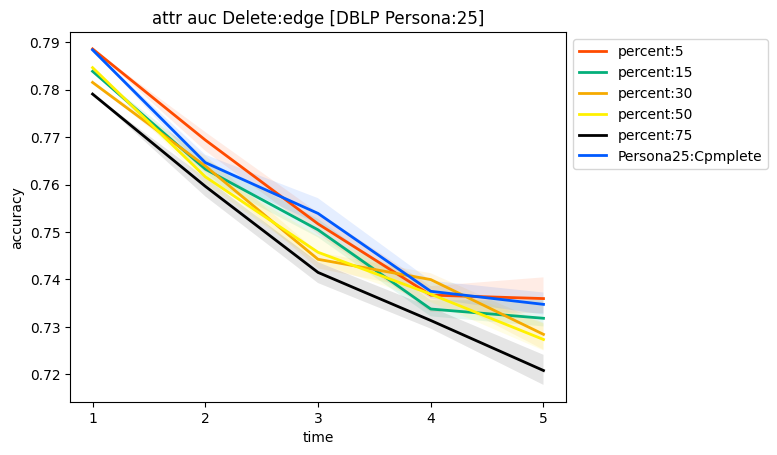 attr auc Delete:edge [DBLP Persona:25]
0.79
0.78
0.77
0.76
0.75
0.74
0.73
0.72
accuracy
1 2 3 4 5
time
percent:5
percent:15
percent:30
percent:50
percent:75
Persona25:Cpmplete